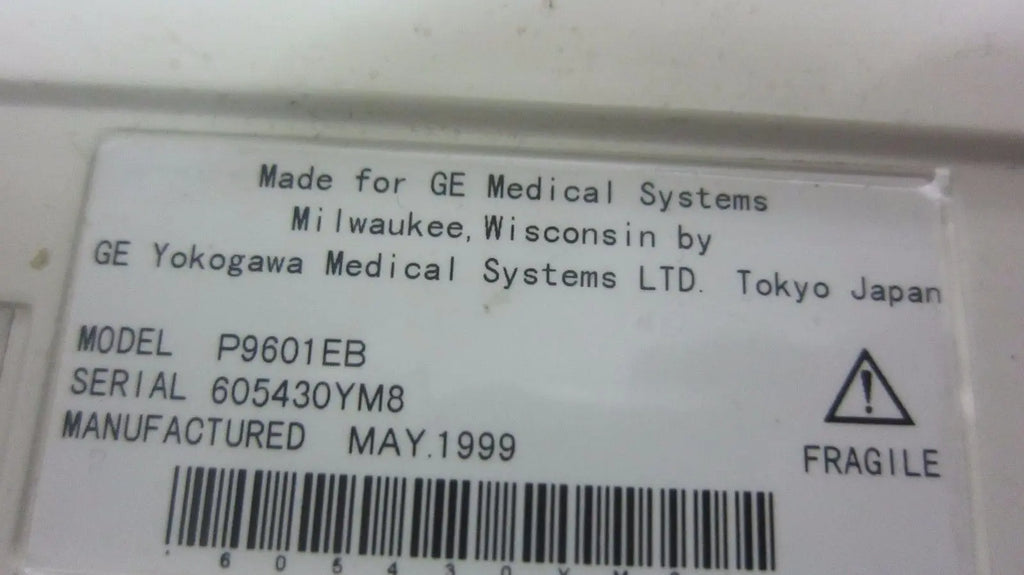 Made for GE Medical Systems
Milwaukee, Wisconsin by
GE Yokogawa Medical Systems LTD. Tokyo Japan
MODEL P9601EB
SERIAL 605430YM8
MANUFACTURED MAY.1999
FRAGILE
605430YM8